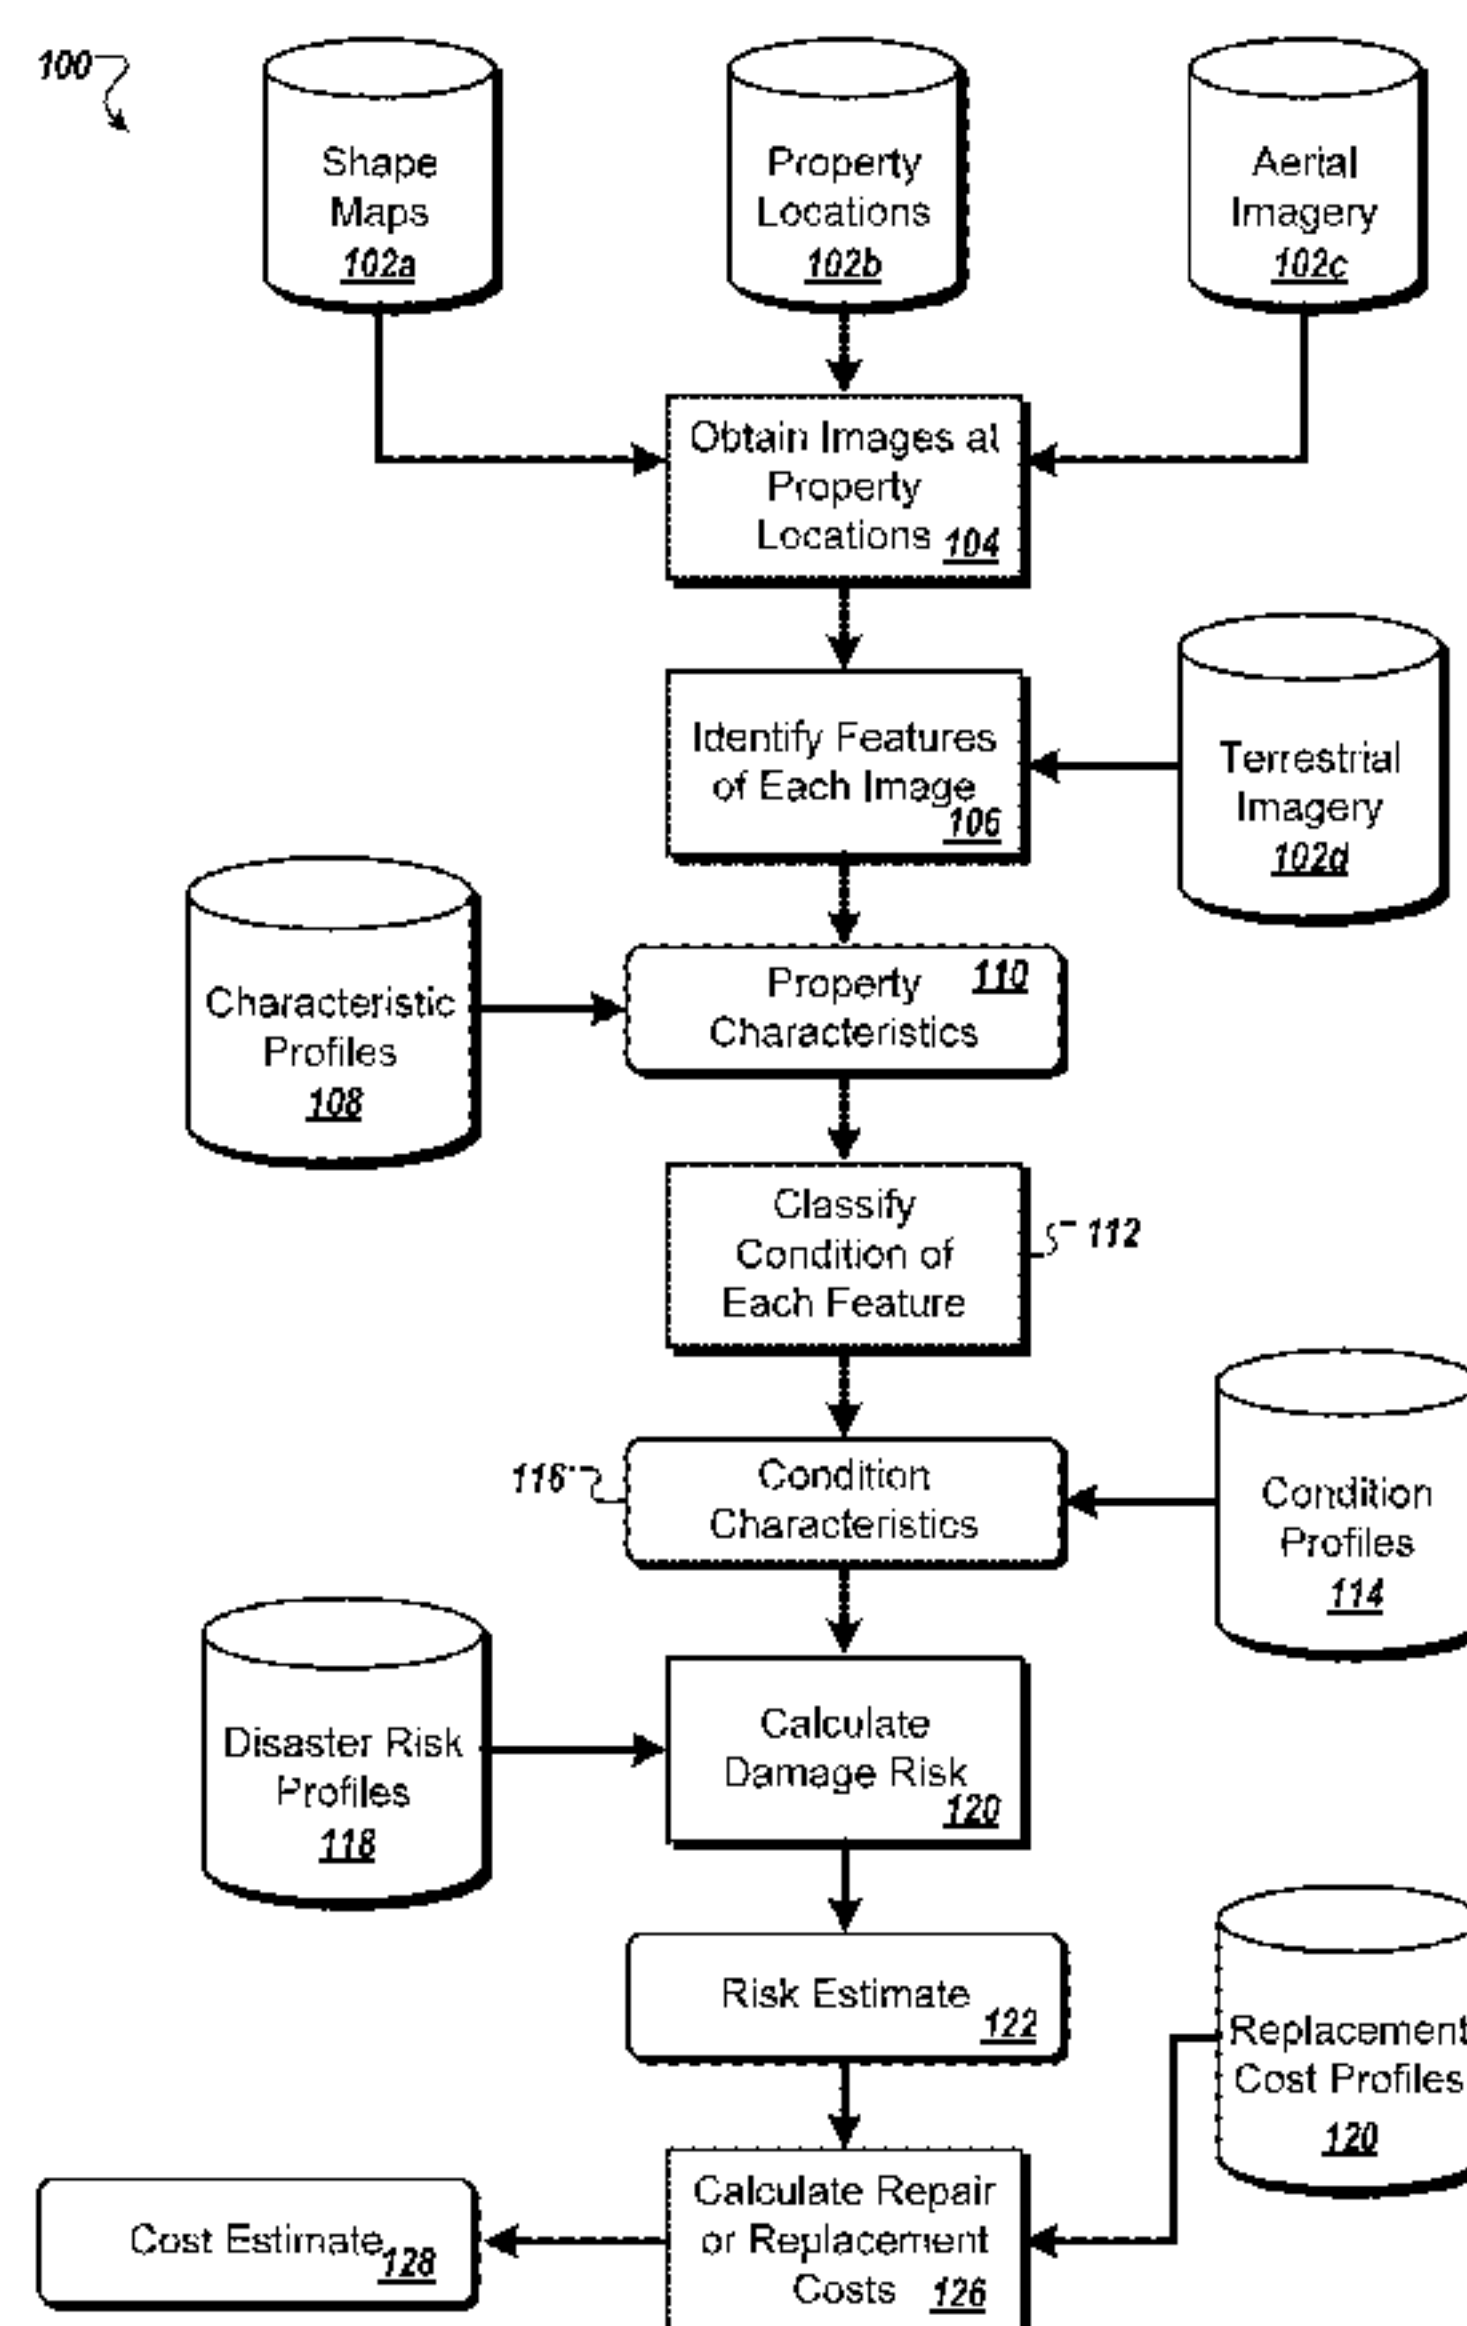 100
Shape
Maps
102a
Property
Locations
102b
Aerial
Imagery
102c
Obtain Images at
Property
Locations 104
Identify Features
of Each Image
106
Terrestrial
Imagery
102d
Characteristic
Profiles
108
Property 110
Characteristics
Classify
Condition of
Each Feature
112
116
Condition
Characteristics
Condition
Profiles
114
Disaster Risk
Profiles
118
Calculate
Damage Risk
120
Risk Estimate
122
Replacement
Cost Profiles
120
Calculate Repair
or Replacement
Costs 126
Cost Estimate 128